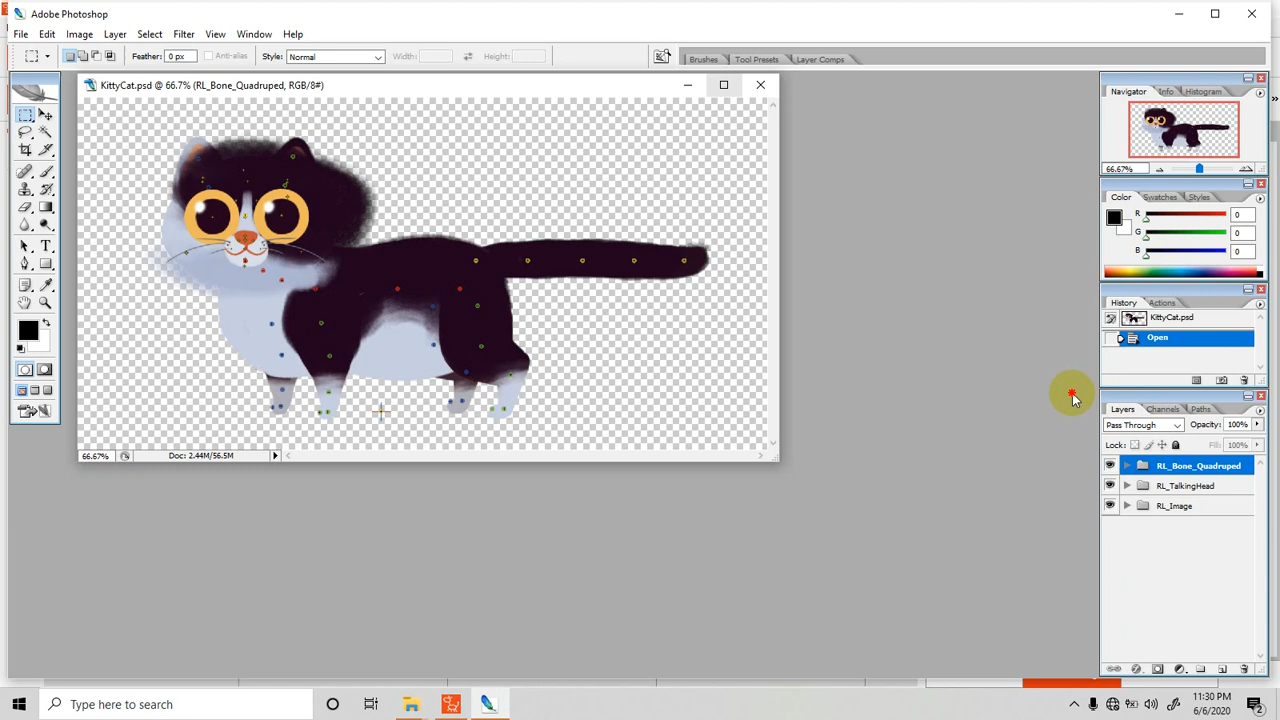 Adobe Photoshop
File Edit Image Layer Select Filter View Window Help
Feather: 0 px Anti-alias Style: Normal Width: Height: Brushes Tool Presets Layer Comps
KittyCat.psd @ 66.7% (RL_Bone_Quadruped, RGB/8#)
Navigator Info Histogram
66.67%
Color Swatches Styles
R 0
G 0
B 0
History Actions
KittyCat.psd
Open
Layers Channels Paths
Pass Through Opacity: 100%
Lock: Fill: 100%
RL_Bone_Quadruped
RL_TalkingHead
RL_Image
66.67% Doc: 2.44M/56.5M
Type here to search
11:30 PM
6/6/2020
2